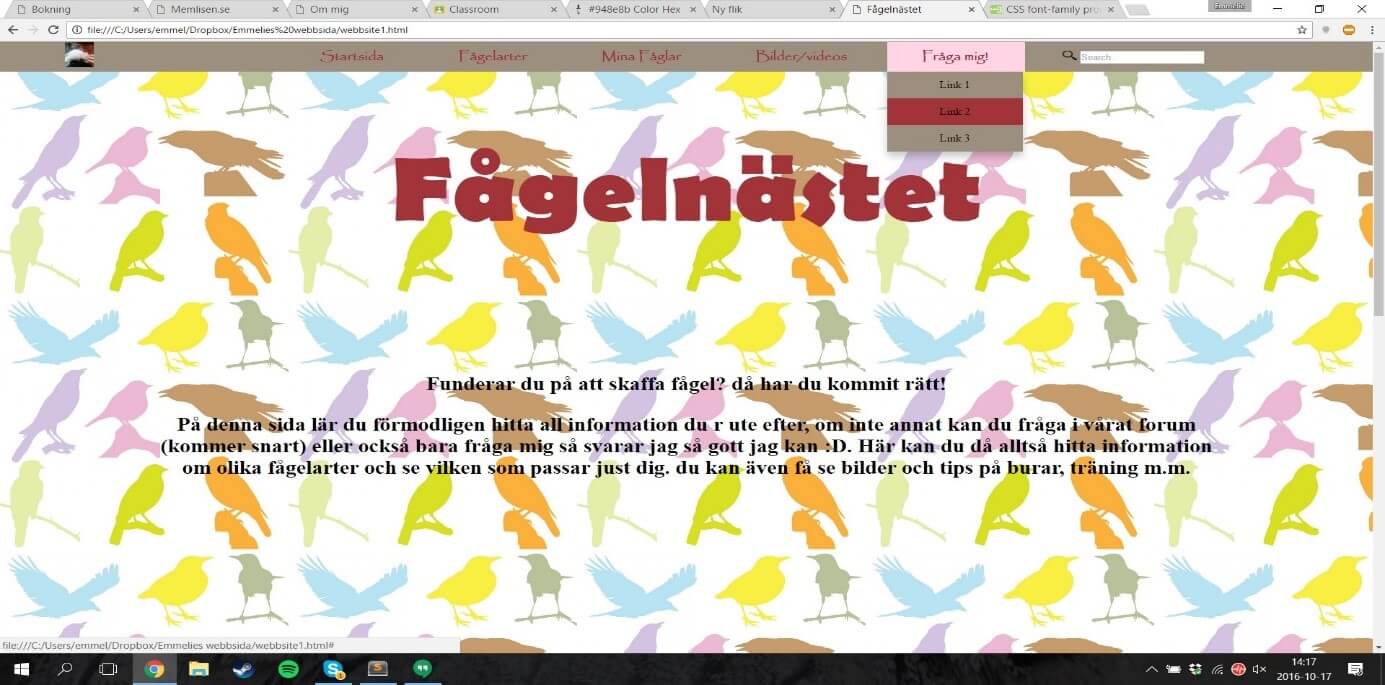 Bokning
Memlisen.se
Om mig
Classroom
#948e8b Color Hex
Ny flik
Fågelnästet
CSS font-family pro
Emmelie
file:///C:/Users/emmel/Dropbox/Emmelies%20webbsida/webbsite1.html
Startsida
Fågelarter
Mina Fåglar
Bilder/videos
Fråga mig!
Search
Link 1
Link 2
Link 3
Fågelnästet
Funderar du på att skaffa fågel? då har du kommit rätt!
På denna sida lär du förmodligen hitta all information du r ute efter, om inte annat kan du fråga i vårat forum
(kommer snart) eller också bara fråga mig så svarar jag så gott jag kan :D. Här kan du då alltså hitta information
om olika fågelarter och se vilken som passar just dig. du kan även få se bilder och tips på burar, träning m.m.
file:///C:/Users/emmel/Dropbox/Emmelies webbsida/webbsite1.html#
14:17
2016-10-17